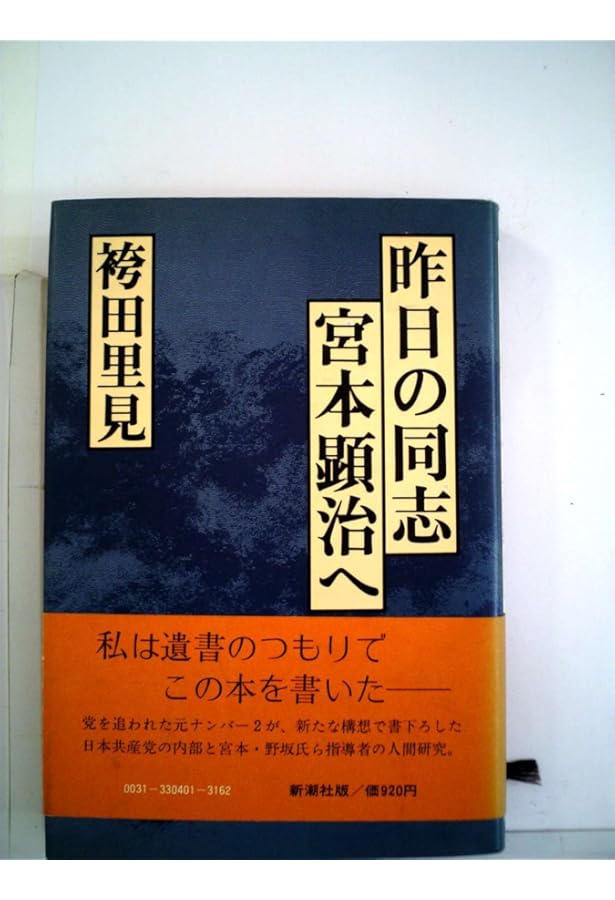 昨日の同志
宮本顕治へ
袴田里見
私は遺書のつもりで
この本を書いた——
党を追われた元ナンバー2が、新たな構想で書下ろした
日本共産党の内部と宮本・野坂氏ら指導者の人間研究。
0031-330401-3162 新潮社版/価920円